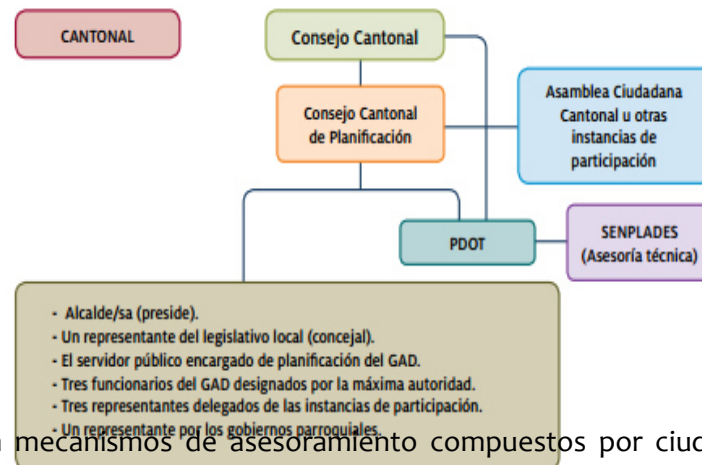 CANTONAL
Consejo Cantonal
Consejo Cantonal
de Planificación
Asamblea Ciudadana
Cantonal u otras
instancias de
participación
PDOT
SENPLADES
(Asesoría técnica)
- Alcalde/sa (preside).
- Un representante del legislativo local (concejal).
- El servidor público encargado de planificación del GAD.
- Tres funcionarios del GAD designados por la máxima autoridad.
- Tres representantes delegados de las instancias de participación.
- Un representante por los gobiernos parroquiales.
mecanismos de asesoramiento compuestos por